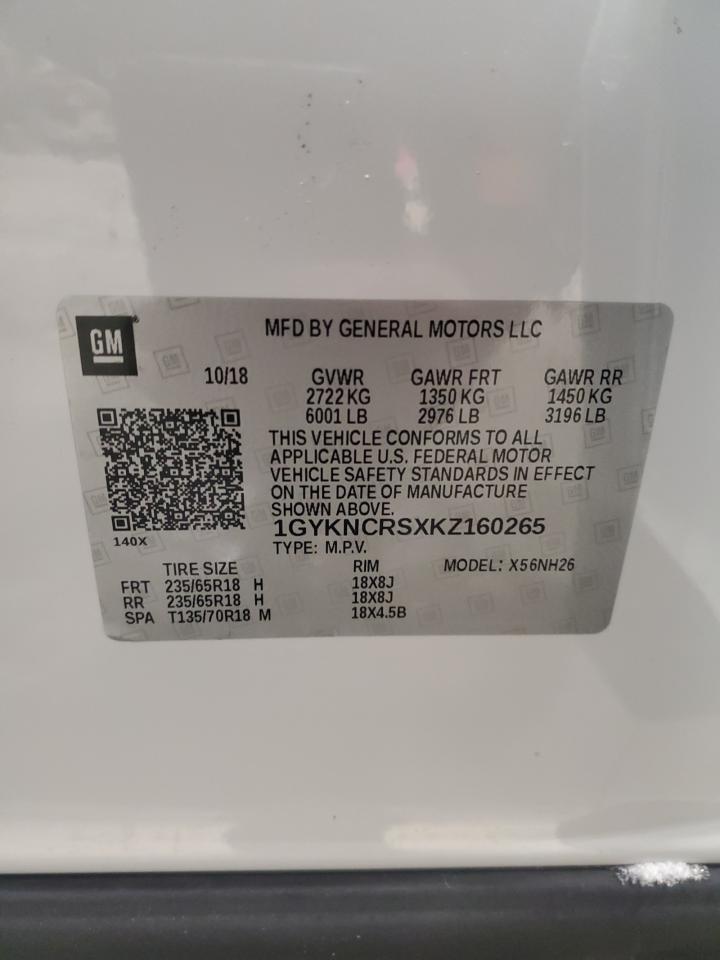 GM
MFD BY GENERAL MOTORS LLC
10/18 GVWR GAWR FRT GAWR RR
2722 KG 1350 KG 1450 KG
6001 LB 2976 LB 3196 LB
THIS VEHICLE CONFORMS TO ALL
APPLICABLE U.S. FEDERAL MOTOR
VEHICLE SAFETY STANDARDS IN EFFECT
ON THE DATE OF MANUFACTURE
SHOWN ABOVE.
1GYKNCRSXKZ160265
140X
TYPE: M.P.V.
TIRE SIZE RIM MODEL: X56NH26
FRT 235/65R18 H 18X8J
RR 235/65R18 H 18X8J
SPA T135/70R18 M 18X4.5B